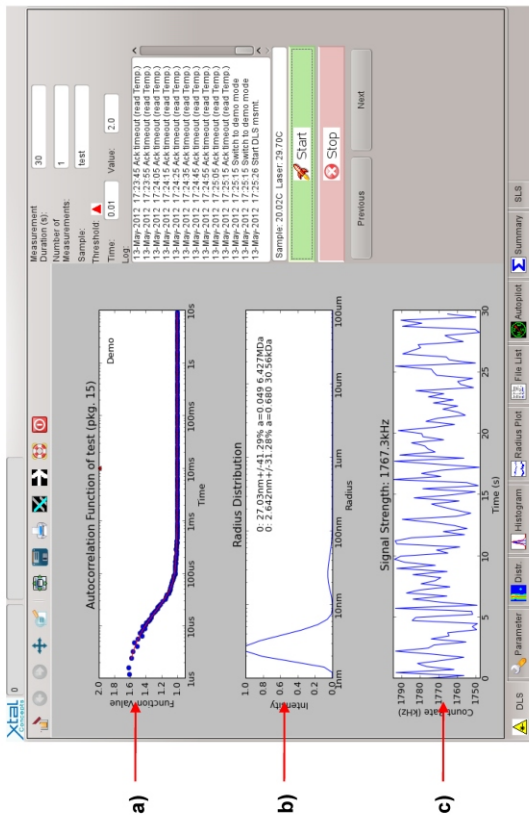 Xtal
Concepts
0
Measurement
Duration (s):
30
Number of
Measurements:
1
Sample:
test
Threshold
Time:
0.01
Value:
2.0
Log:
13-May-2012 17:23:45 Ack timeout (read Temp.)
13-May-2012 17:23:55 Ack timeout (read Temp.)
13-May-2012 17:24:05 Ack timeout (read Temp.)
13-May-2012 17:24:15 Ack timeout (read Temp.)
13-May-2012 17:24:25 Ack timeout (read Temp.)
13-May-2012 17:24:35 Ack timeout (read Temp.)
13-May-2012 17:24:45 Ack timeout (read Temp.)
13-May-2012 17:24:55 Ack timeout (read Temp.)
13-May-2012 17:25:05 Ack timeout (read Temp.)
13-May-2012 17:25:15 Ack timeout (read Temp.)
13-May-2012 17:25:15 Switch to demo mode
13-May-2012 17:25:15 Switch to demo mode
13-May-2012 17:25:26 Start DLS msmt.
Sample: 20.02C Laser: 29.70C
Start
Stop
Previous
Next
a)
Autocorrelation Function of test (pkg. 15)
Demo
Function Value
2.0
1.8
1.6
1.4
1.2
1.0
1us
10us
100us
1ms
10ms
100ms
1s
10s
Time
b)
Radius Distribution
0: 27.03nm+/-41.29% a=0.049 6.427MDa
0: 2.642nm+/-31.28% a=0.680 30.56kDa
Intensity
1.0
0.8
0.6
0.4
0.2
0.0
1nm
10nm
100nm
1um
10um
100um
Radius
c)
Signal Strength: 1767.3kHz
1790
1780
1770
1760
1750
0
5
10
15
20
25
30
Time (s)
DLS
Parameter
Distr.
Histogram
Radius Plot
File List
Autopilot
Summary
SLS